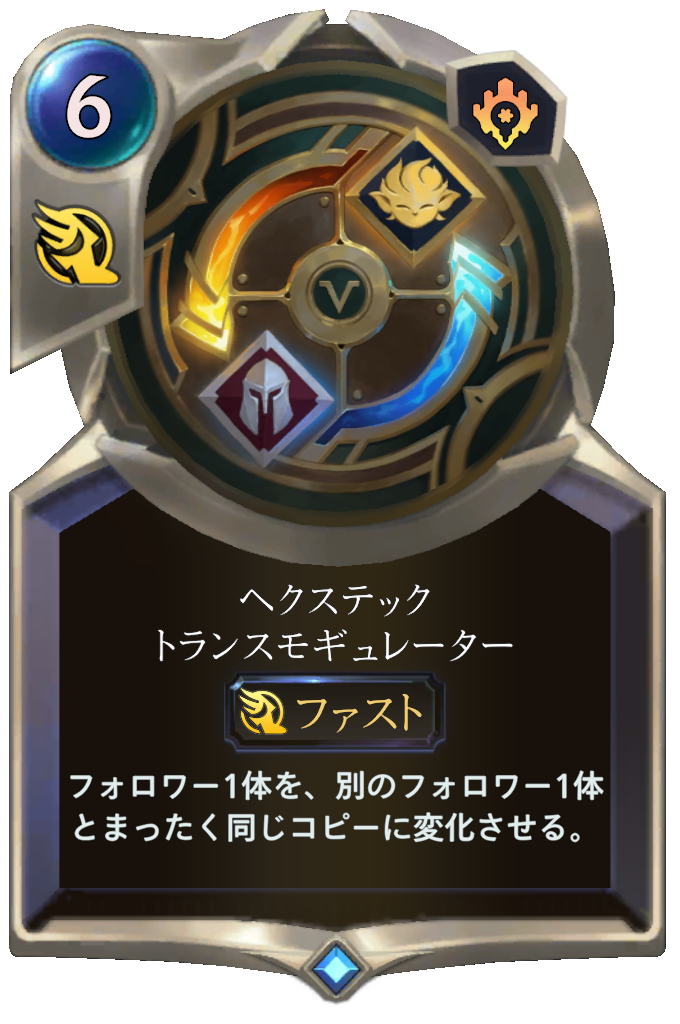 6
V
ヘクステック
トランスモギュレーター
ファスト
フォロワー1体を、別のフォロワー1体
とまったく同じコピーに変化させる。